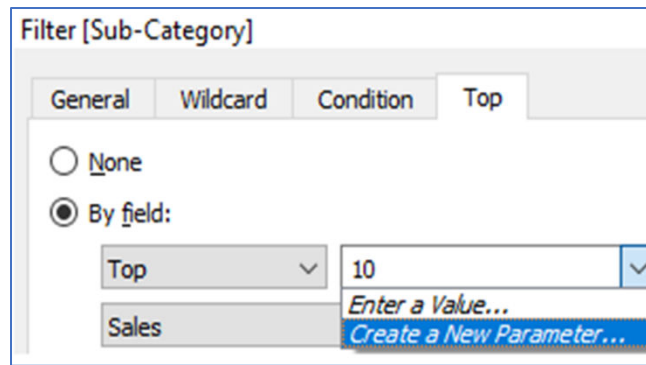 Filter [Sub-Category]
General Wildcard Condition Top
None
By field:
Top 10
Enter a Value...
Sales Create a New Parameter...